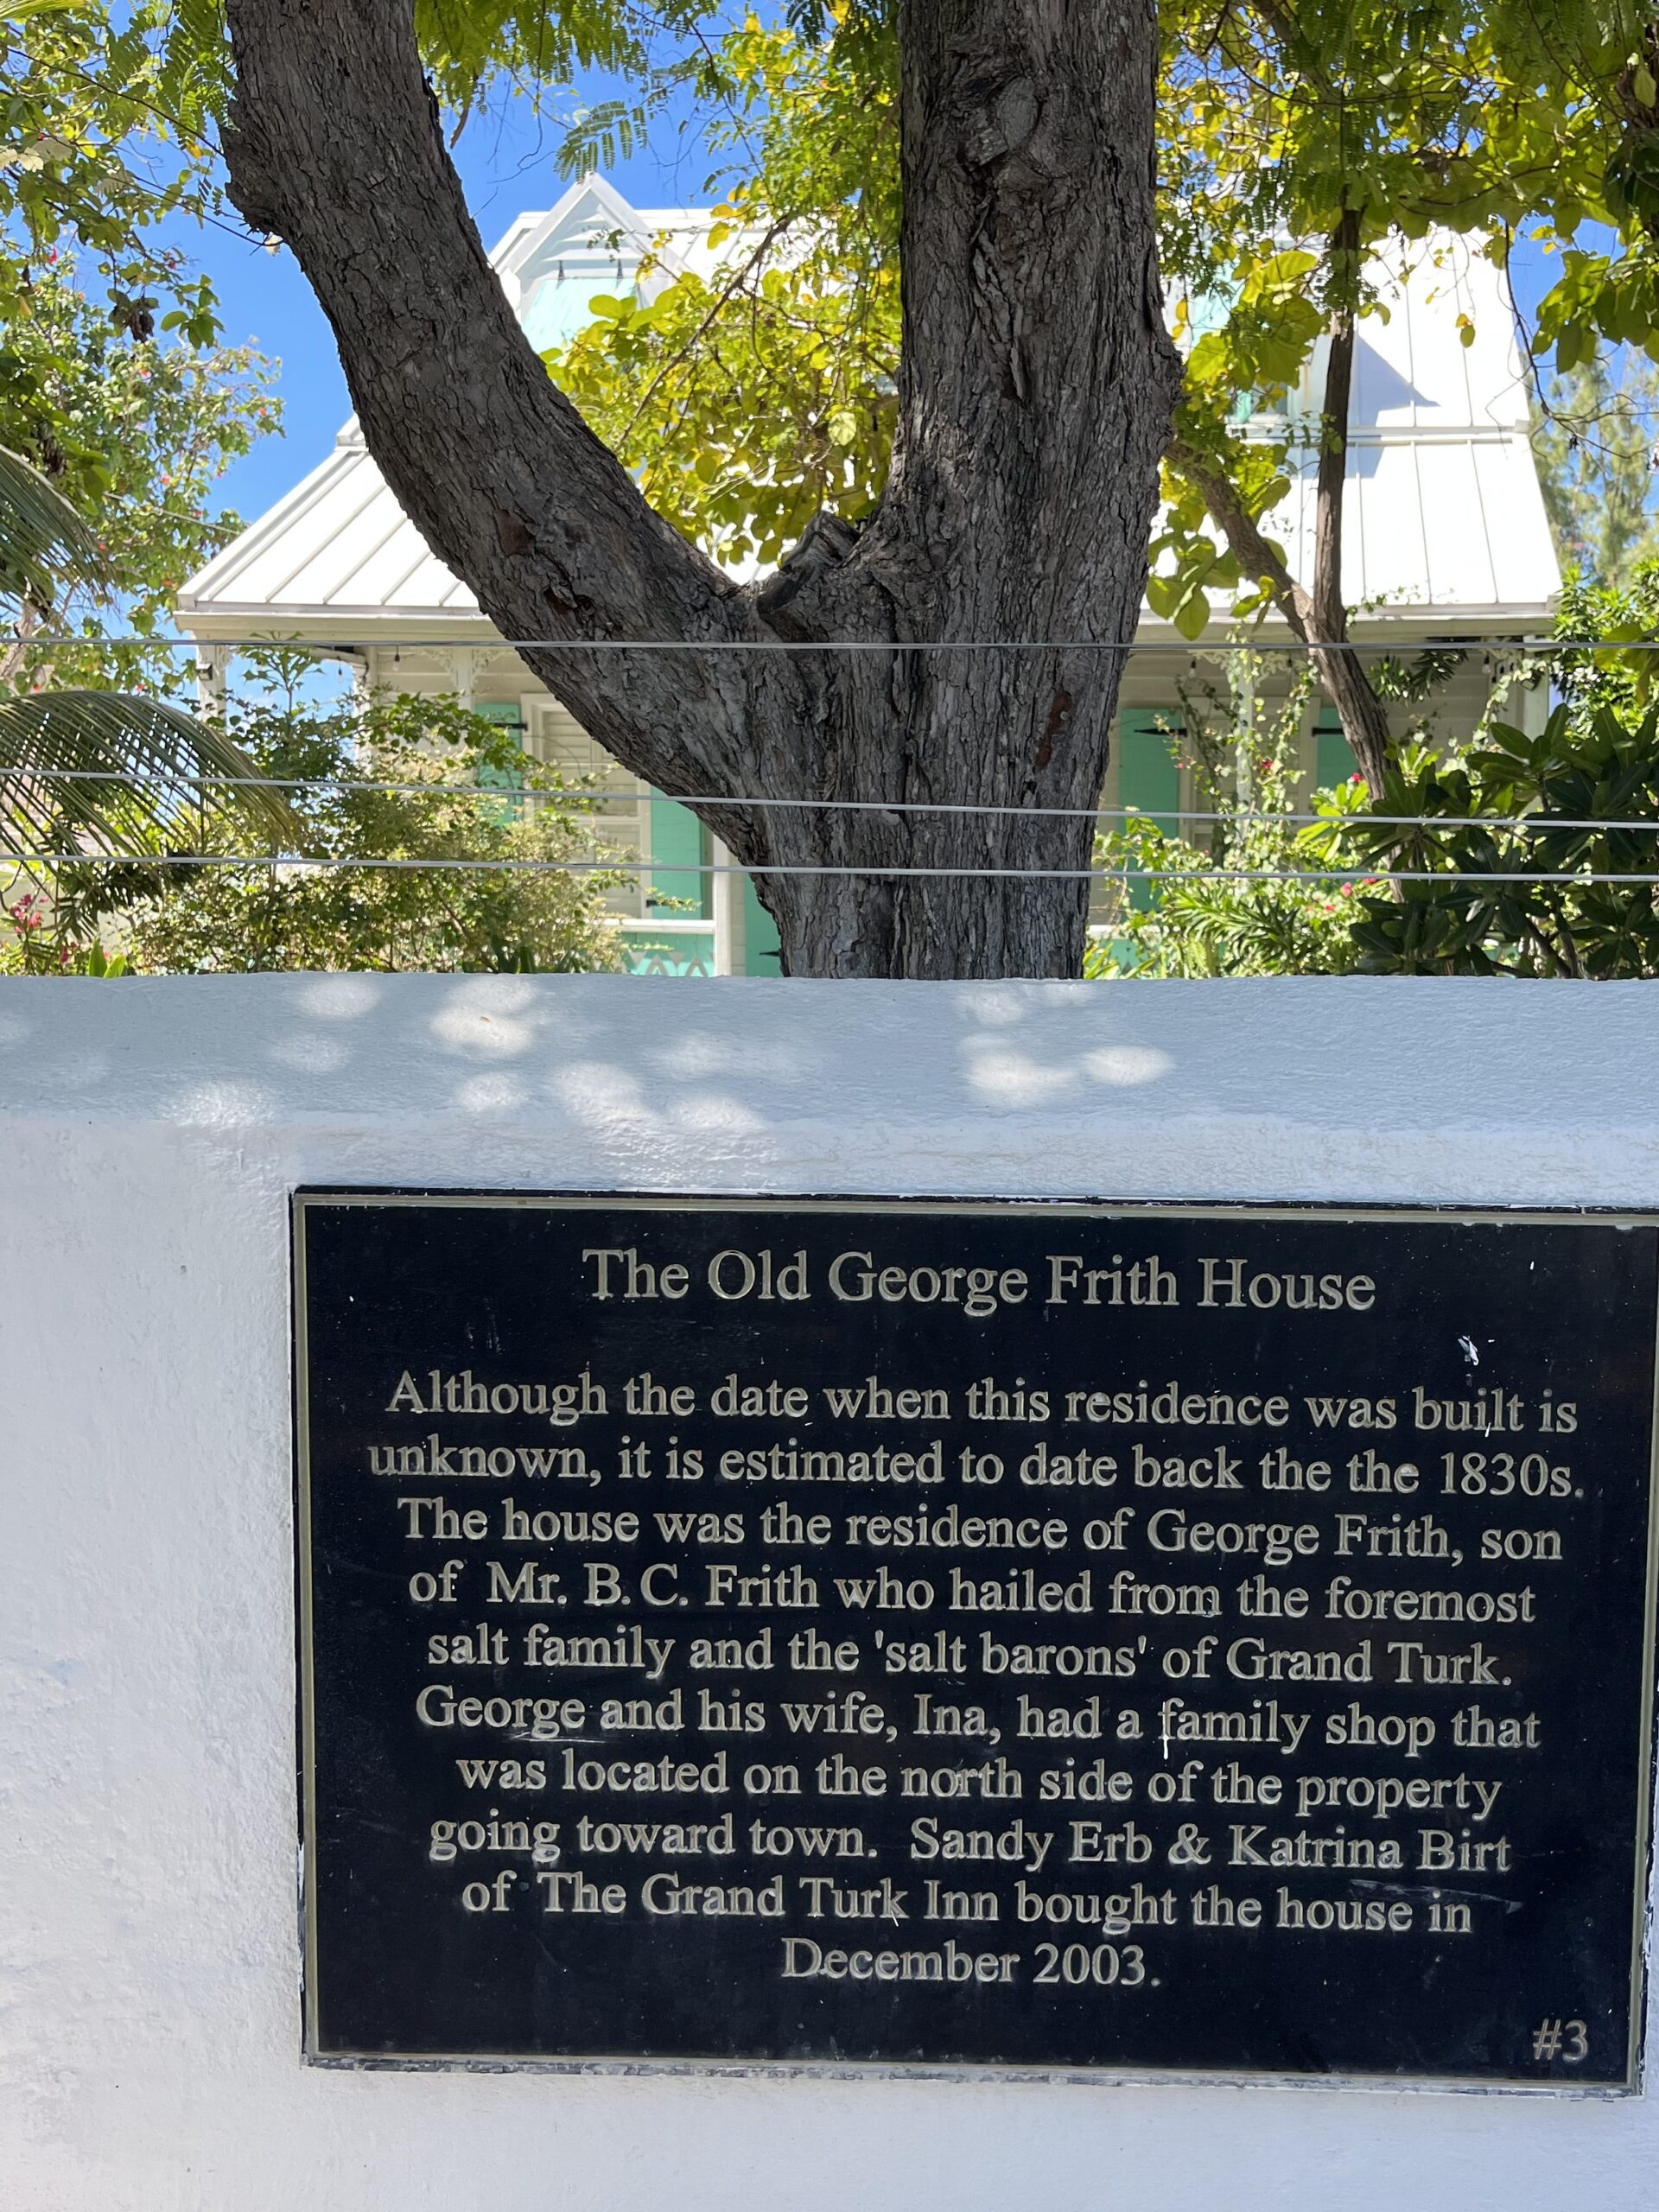 The Old George Frith House
Although the date when this residence was built is
unknown, it is estimated to date back the the 1830s.
The house was the residence of George Frith, son
of Mr. B.C. Frith who hailed from the foremost
salt family and the 'salt barons' of Grand Turk.
George and his wife, Ina, had a family shop that
was located on the north side of the property
going toward town. Sandy Erb & Katrina Birt
of The Grand Turk Inn bought the house in
December 2003.
#3